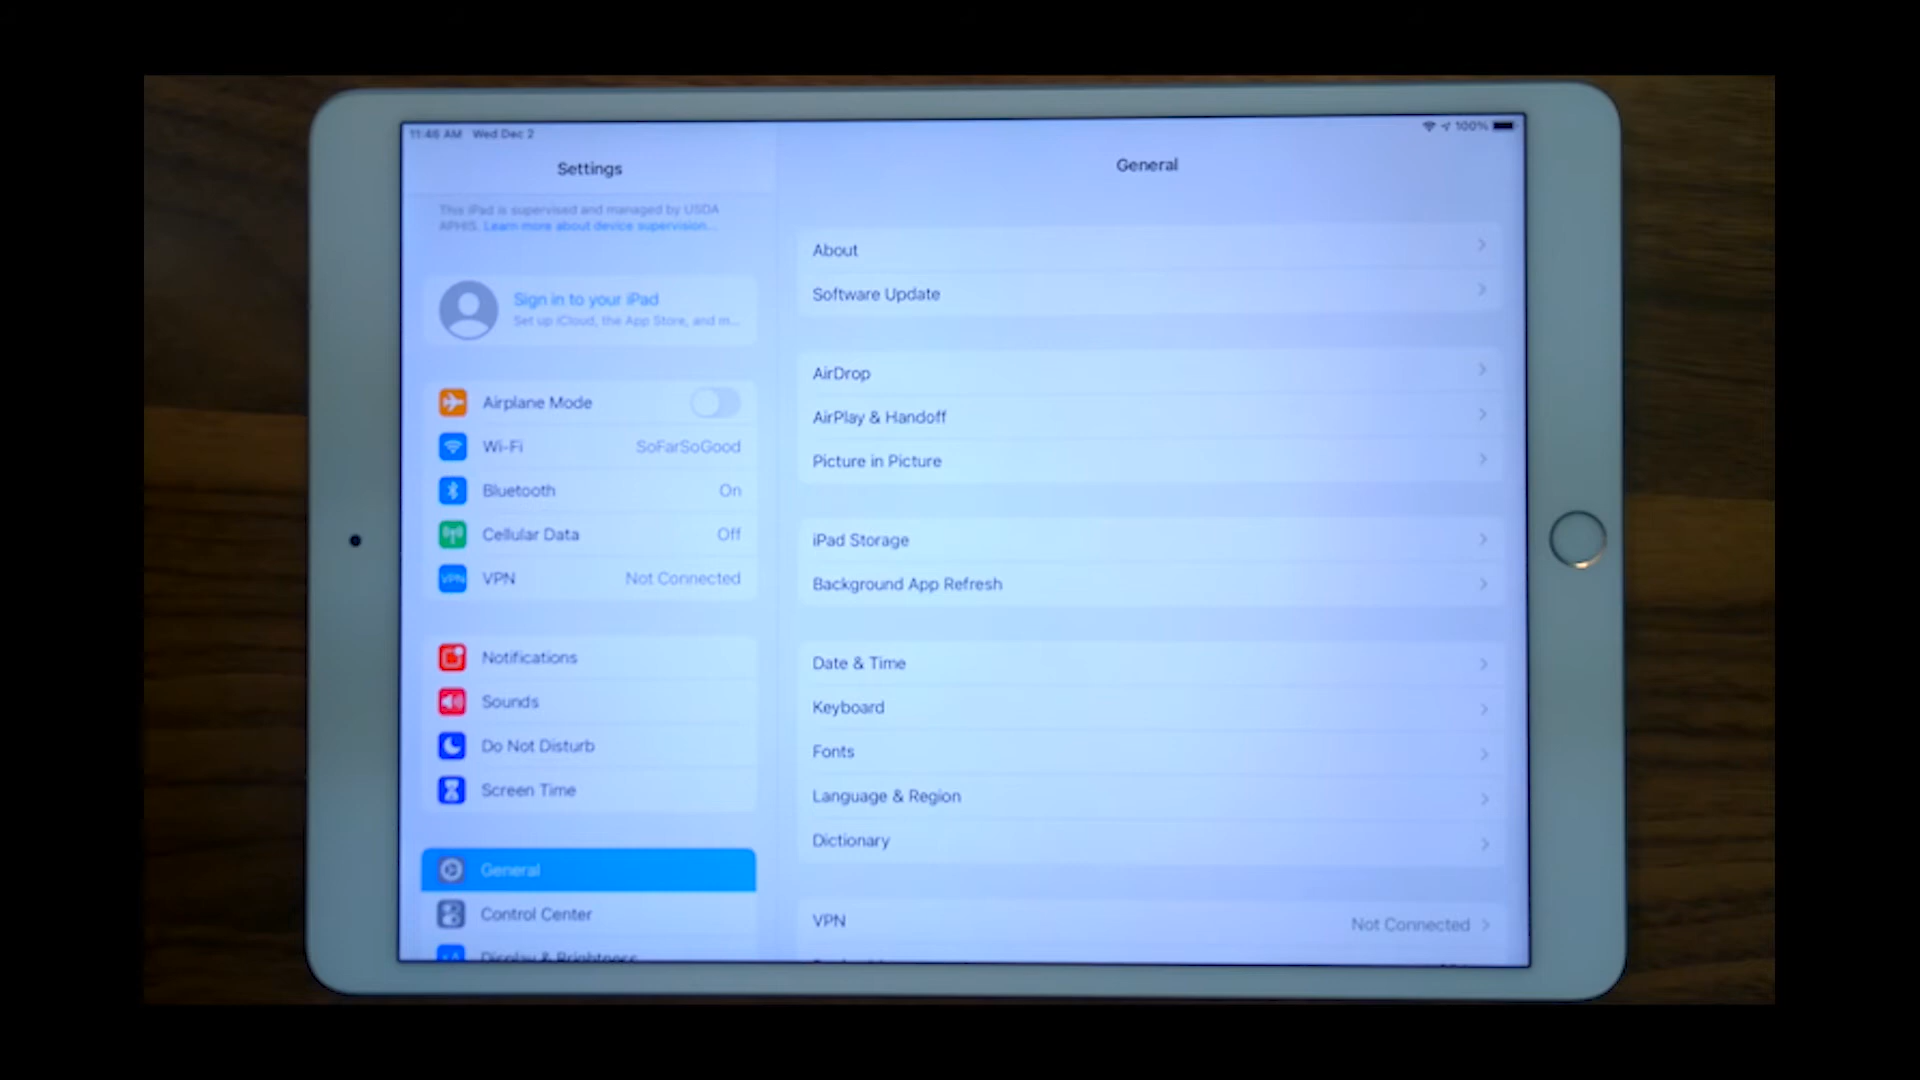 11:46 AM Wed Dec 2
100%
Settings
This iPad is supervised and managed by USDA
APHIS. Learn more about device supervision...
Sign in to your iPad
Set up iCloud, the App Store, and m...
Airplane Mode
Wi-Fi SoFarSoGood
Bluetooth On
Cellular Data Off
VPN VPN Not Connected
Notifications
Sounds
Do Not Disturb
Screen Time
General
Control Center
Display & Brightness
General
About
Software Update
AirDrop
AirPlay & Handoff
Picture in Picture
iPad Storage
Background App Refresh
Date & Time
Keyboard
Fonts
Language & Region
Dictionary
VPN Not Connected